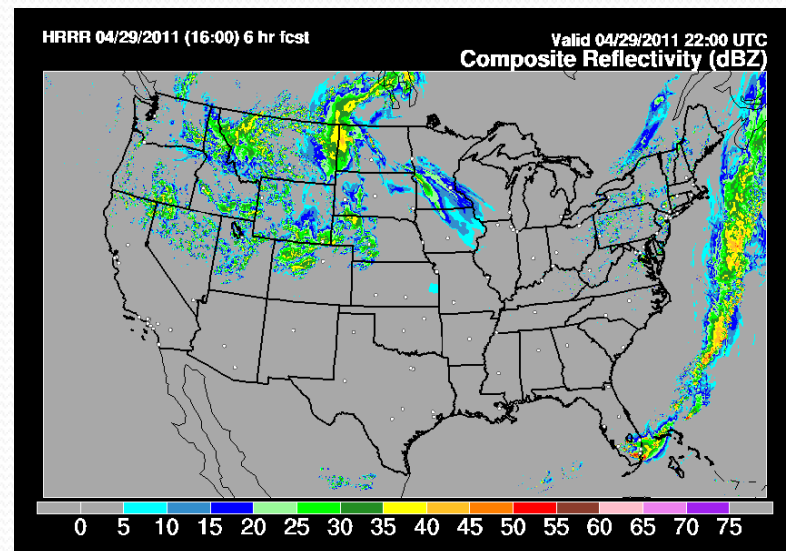 HRRR 04/29/2011 (16:00) 6 hr fcst
Valid 04/29/2011 22:00 UTC
Composite Reflectivity (dBZ)
0 5 10 15 20 25 30 35 40 45 50 55 60 65 70 75